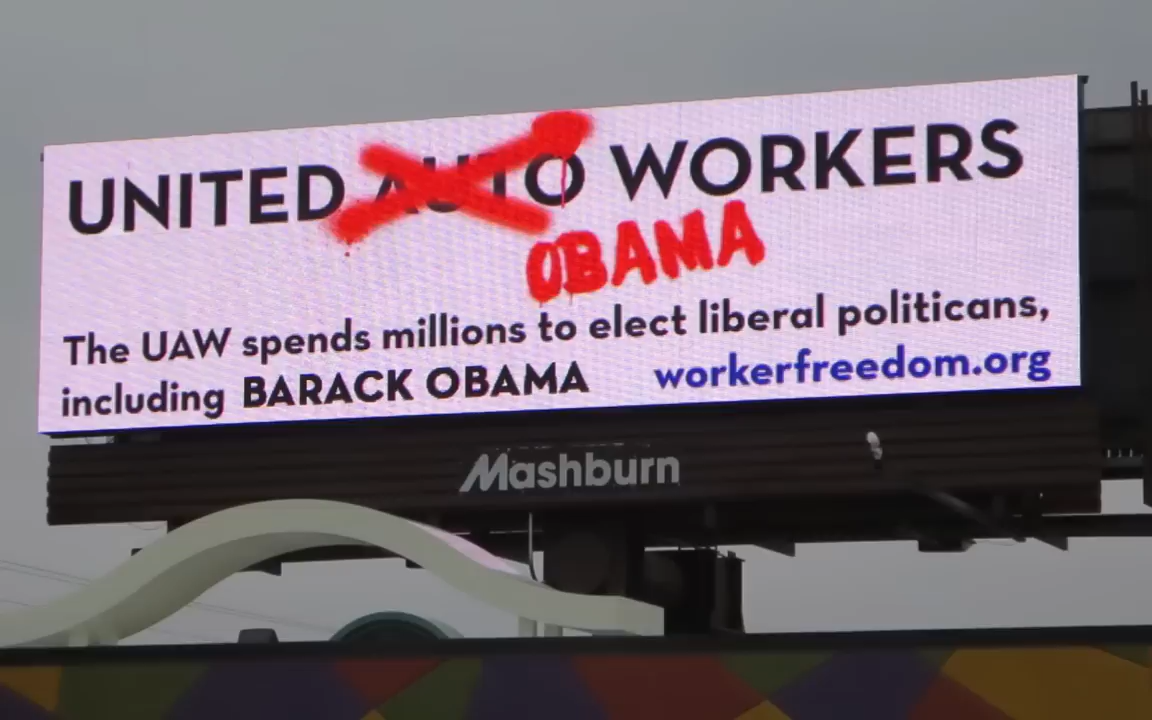 UNITED AUTO WORKERS
OBAMA
The UAW spends millions to elect liberal politicans,
including BARACK OBAMA workerfreedom.org
Mashburn